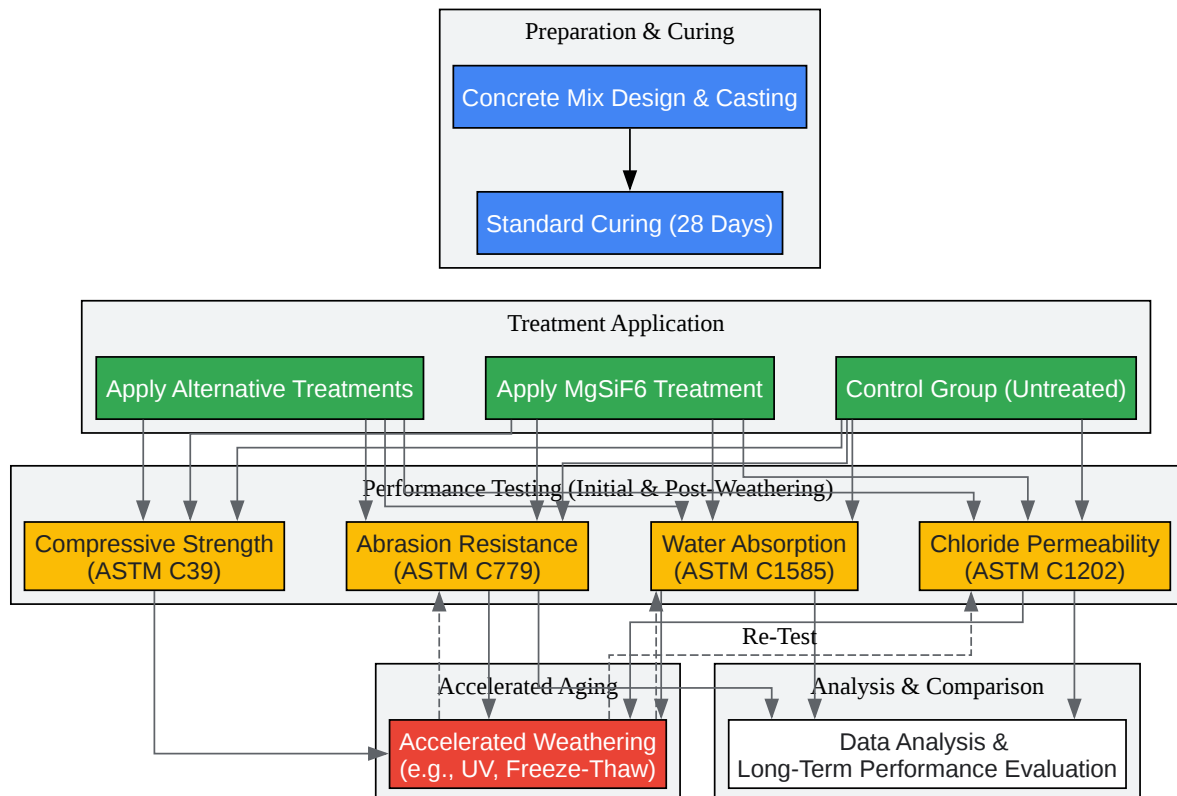 Preparation & Curing
Concrete Mix Design & Casting
Standard Curing (28 Days)
Treatment Application
Apply Alternative Treatments
Apply MgSiF6 Treatment
Control Group (Untreated)
Performance Testing (Initial & Post-Weathering)
Compressive Strength
(ASTM C39)
Abrasion Resistance
(ASTM C779)
Water Absorption
(ASTM C1585)
Chloride Permeability
(ASTM C1202)
Re-Test
Accelerated Aging
Accelerated Weathering
(e.g., UV, Freeze-Thaw)
Analysis & Comparison
Data Analysis &
Long-Term Performance Evaluation